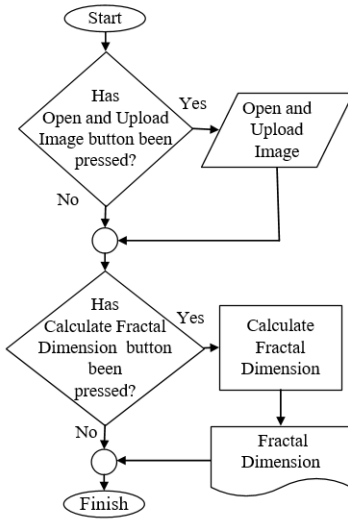 Start
Has
Open and Upload
Image button been
pressed?
Yes
Open and
Upload
Image
No
Has
Calculate Fractal
Dimension button
been
pressed?
Yes
Calculate
Fractal
Dimension
No
Fractal
Dimension
Finish